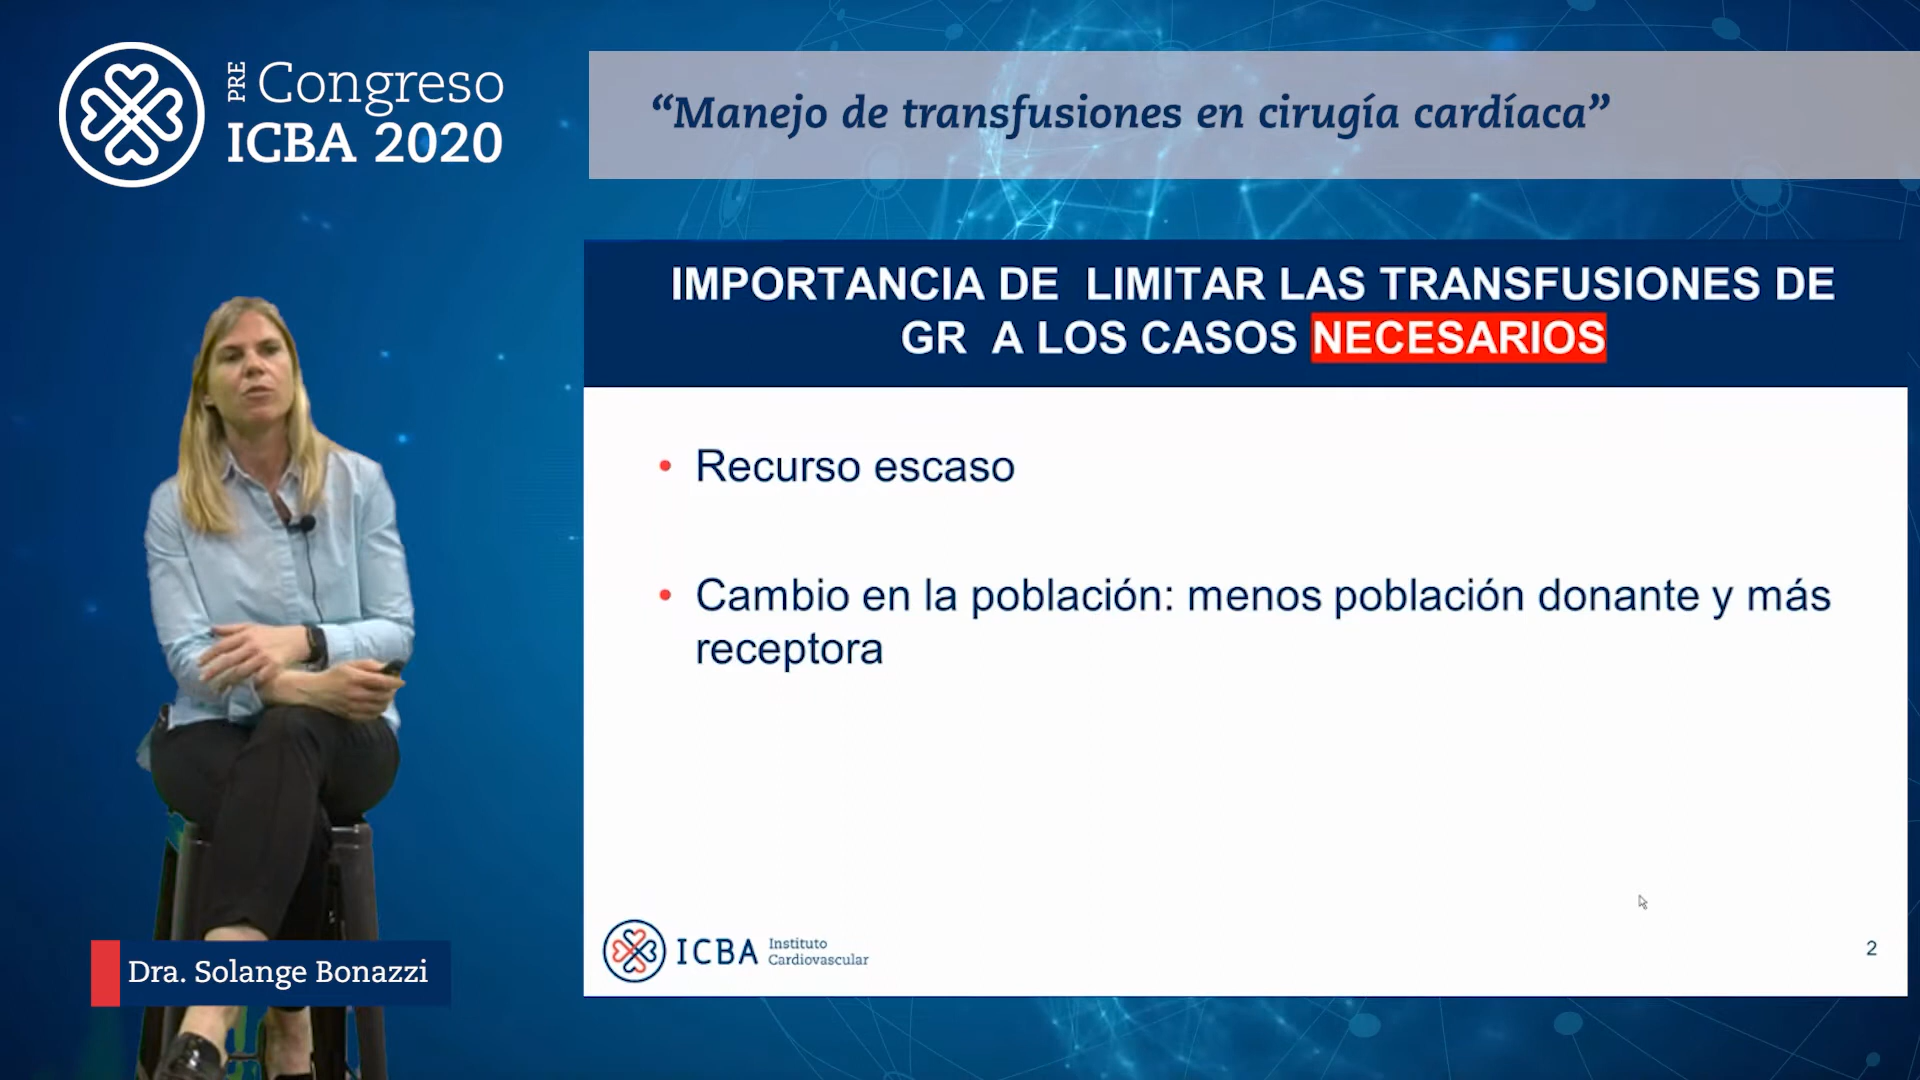 PRE
Congreso
ICBA 2020
“Manejo de transfusiones en cirugía cardíaca”
IMPORTANCIA DE LIMITAR LAS TRANSFUSIONES DE
GR A LOS CASOS NECESARIOS
• Recurso escaso
• Cambio en la población: menos población donante y más
receptora
ICBA Instituto
Cardiovascular
2
Dra. Solange Bonazzi